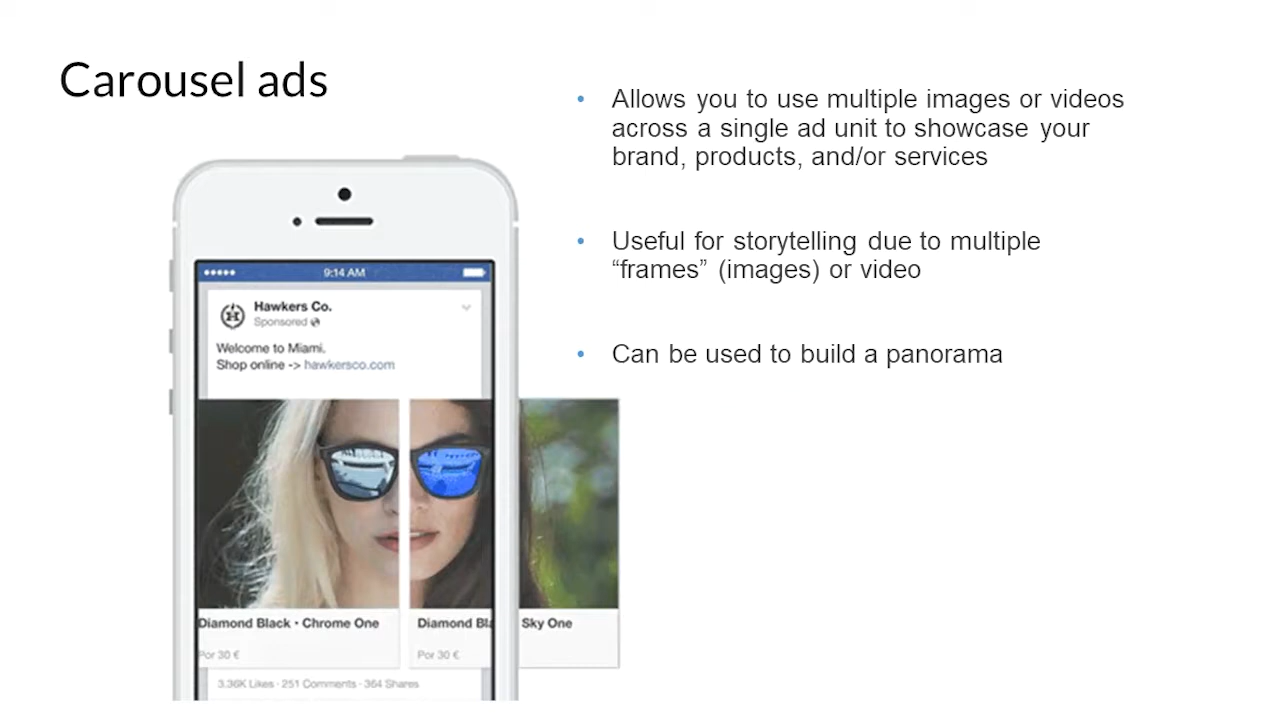 Carousel ads
• Allows you to use multiple images or videos
across a single ad unit to showcase your
brand, products, and/or services
• Useful for storytelling due to multiple
“frames” (images) or video
• Can be used to build a panorama
9:14 AM
Hawkers Co.
Sponsored
Welcome to Miami.
Shop online -> hawkersco.com
Diamond Black • Chrome One
Por 30 €
Diamond Bla Sky One
Por 30 €
3.36K Likes · 251 Comments · 364 Shares